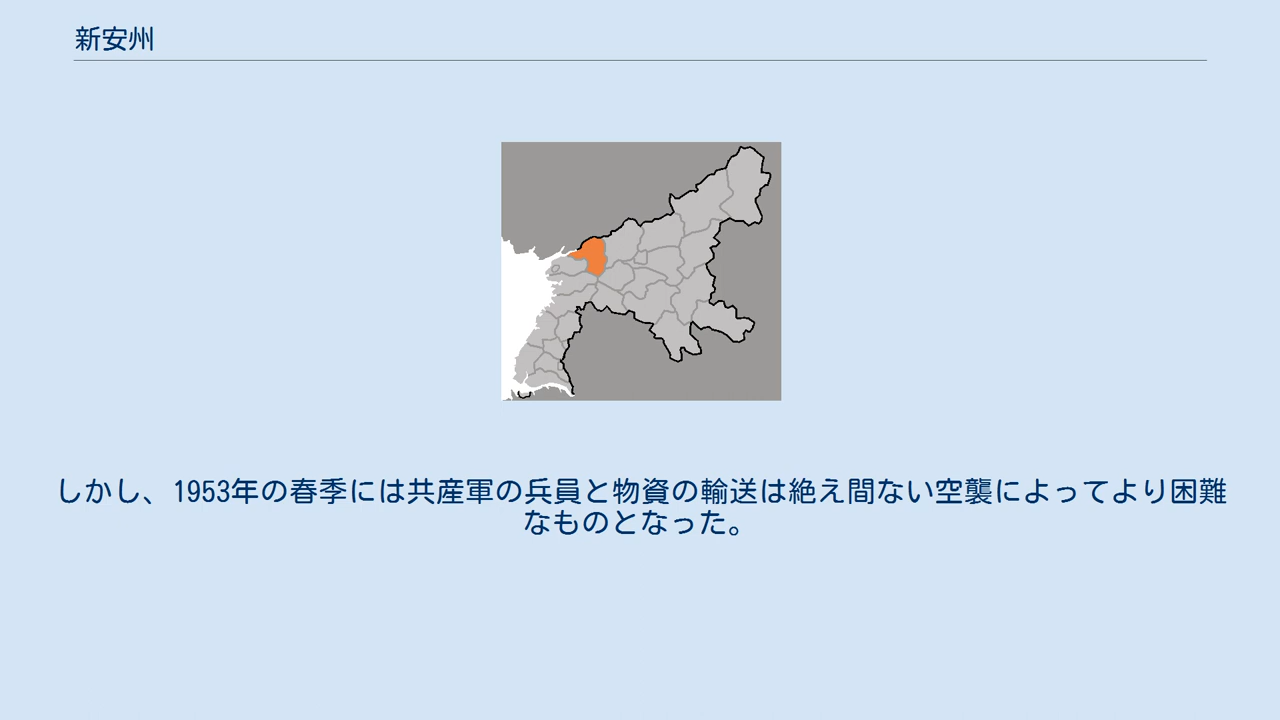 新安州
しかし、1953年の春季には共産軍の兵員と物資の輸送は絶え間ない空襲によってより困難
なものとなった。